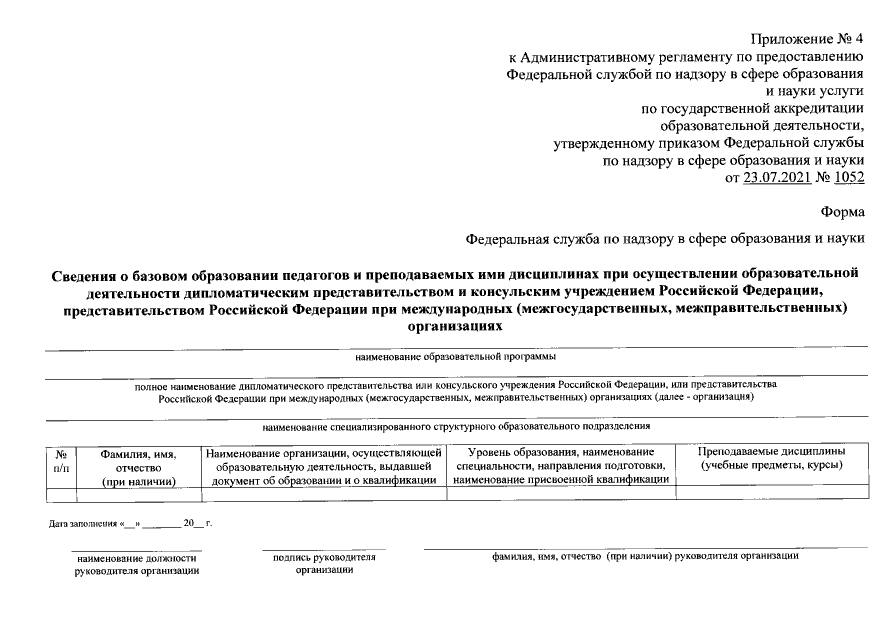 Приложение № 4
к Административному регламенту по предоставлению
Федеральной службой по надзору в сфере образования
и науки услуги
по государственной аккредитации
образовательной деятельности,
утвержденному приказом Федеральной службы
по надзору в сфере образования и науки
от 23.07.2021 № 1052
Форма
Федеральная служба по надзору в сфере образования и науки
Сведения о базовом образовании педагогов и преподаваемых ими дисциплинах при осуществлении образовательной
деятельности дипломатическим представительством и консульским учреждением Российской Федерации,
представительством Российской Федерации при международных (межгосударственных, межправительственных)
организациях
наименование образовательной программы
полное наименование дипломатического представительства или консульского учреждения Российской Федерации, или представительства
Российской Федерации при международных (межгосударственных, межправительственных) организациях (далее - организация)
наименование специализированного структурного образовательного подразделения
№
п/п
Фамилия, имя,
отчество
(при наличии)
Наименование организации, осуществляющей
образовательную деятельность, выдавшей
документ об образовании и о квалификации
Уровень образования, наименование
специальности, направления подготовки,
наименование присвоенной квалификации
Преподаваемые дисциплины
(учебные предметы, курсы)
Дата заполнения «__» ________ 20__ г.
наименование должности
руководителя организации
подпись руководителя
организации
фамилия, имя, отчество (при наличии) руководителя организации